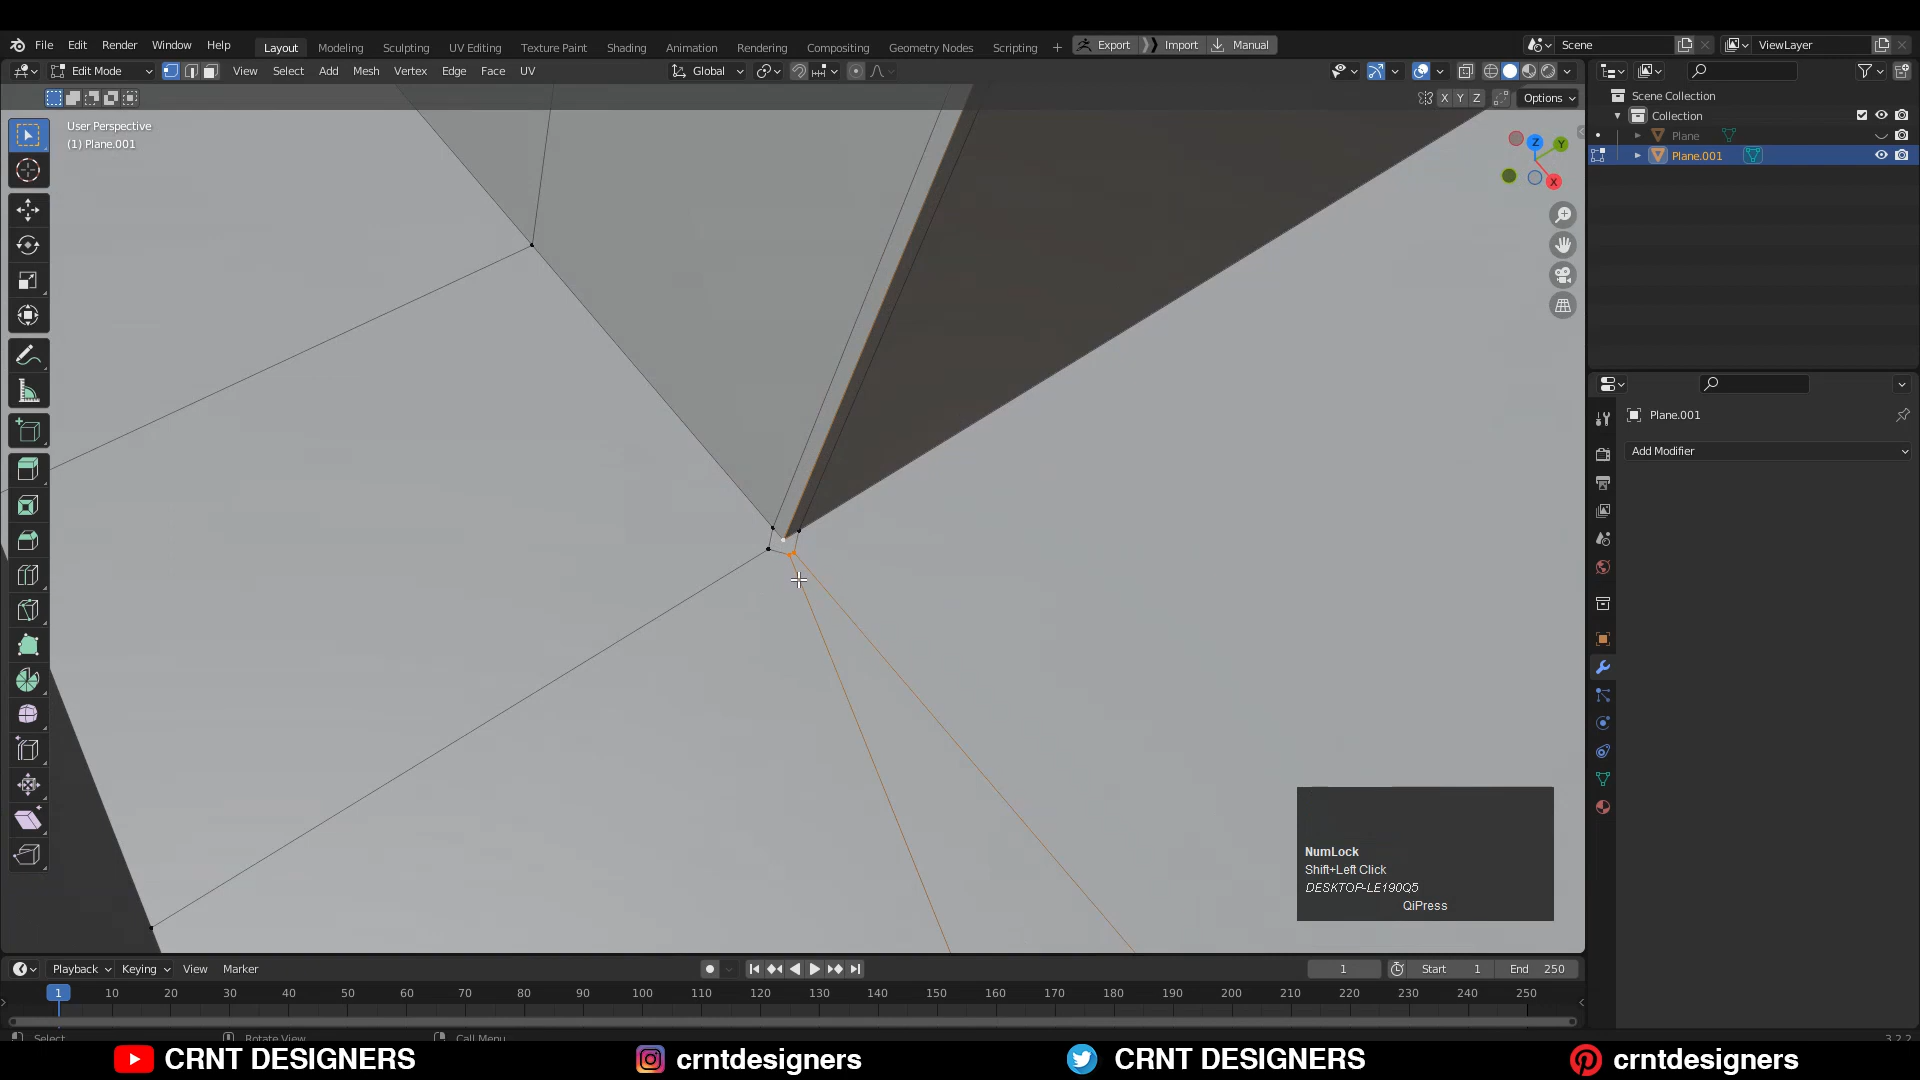 File Edit Render Window Help Layout Modeling Sculpting UV Editing Texture Paint Shading Animation Rendering Compositing Geometry Nodes Scripting + Export Import Manual Scene ViewLayer
Edit Mode View Select Add Mesh Vertex Edge Face UV Global
X Y Z Options
Scene Collection
Collection
Plane
Plane.001
User Perspective
(1) Plane.001
Z
Y
X
Plane.001
Add Modifier
NumLock
Shift+Left Click
DESKTOP-LE190Q5
QiPress
Playback Keying View Marker 1 Start 1 End 250
1 10 20 30 40 50 60 70 80 90 100 110 120 130 140 150 160 170 180 190 200 210 220 230 240 250
Select Rotate View Call Menu 3.2.2
CRNT DESIGNERS crntdesigners CRNT DESIGNERS crntdesigners